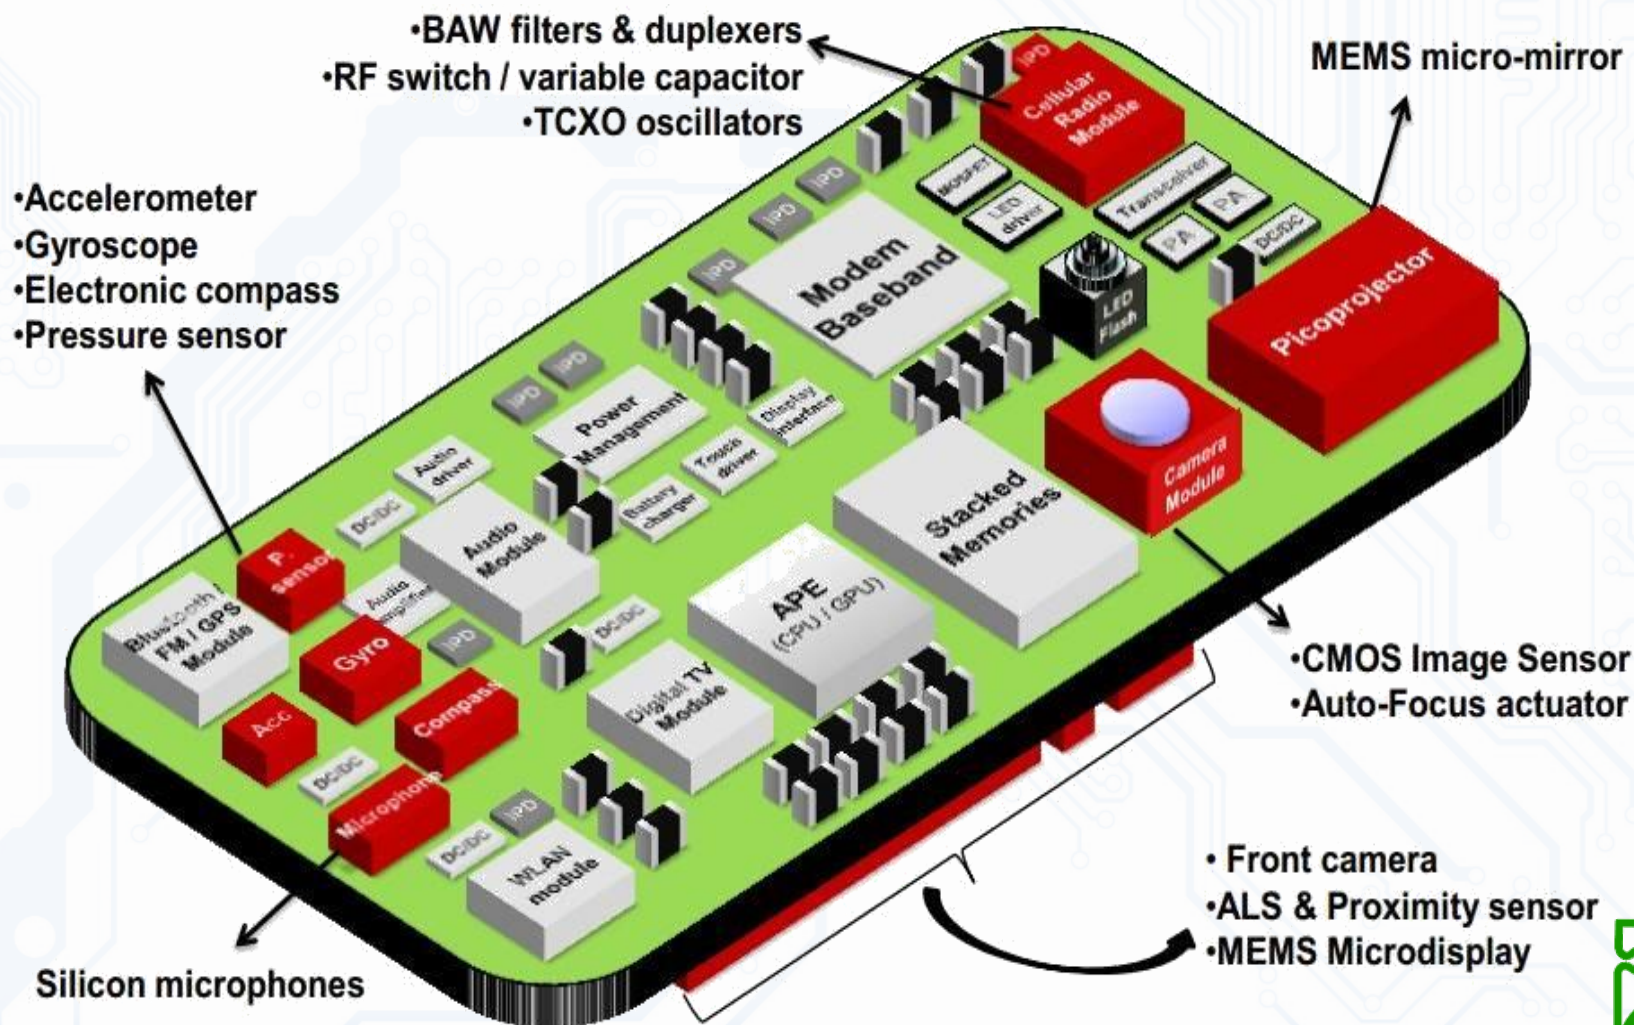 •BAW filters & duplexers
•RF switch / variable capacitor
•TCXO oscillators
MEMS micro-mirror
•Accelerometer
•Gyroscope
•Electronic compass
•Pressure sensor
IPD
Cellular
Radio
Module
MOSFET
LED
driver
Transceiver
PA
PA
DC/DC
IPD
IPD
IPD
Modem
Baseband
LED
Flash
Picoprojector
IPD
IPD
Power
Management
Display
interface
Touch
driver
Battery
charger
Camera
Module
Audio
driver
DC/DC
Audio
Module
Stacked
Memories
P.
sensor
Audio
mplifie
Bluetooth /
FM / GPS
Module
Gyro
IPD
DC/DC
APE
(CPU / GPU)
Acc
Compass
Digital TV
Module
DC/DC
Microphone
IPD
DC/DC
WLAN
module
•CMOS Image Sensor
•Auto-Focus actuator
• Front camera
•ALS & Proximity sensor
•MEMS Microdisplay
Silicon microphones